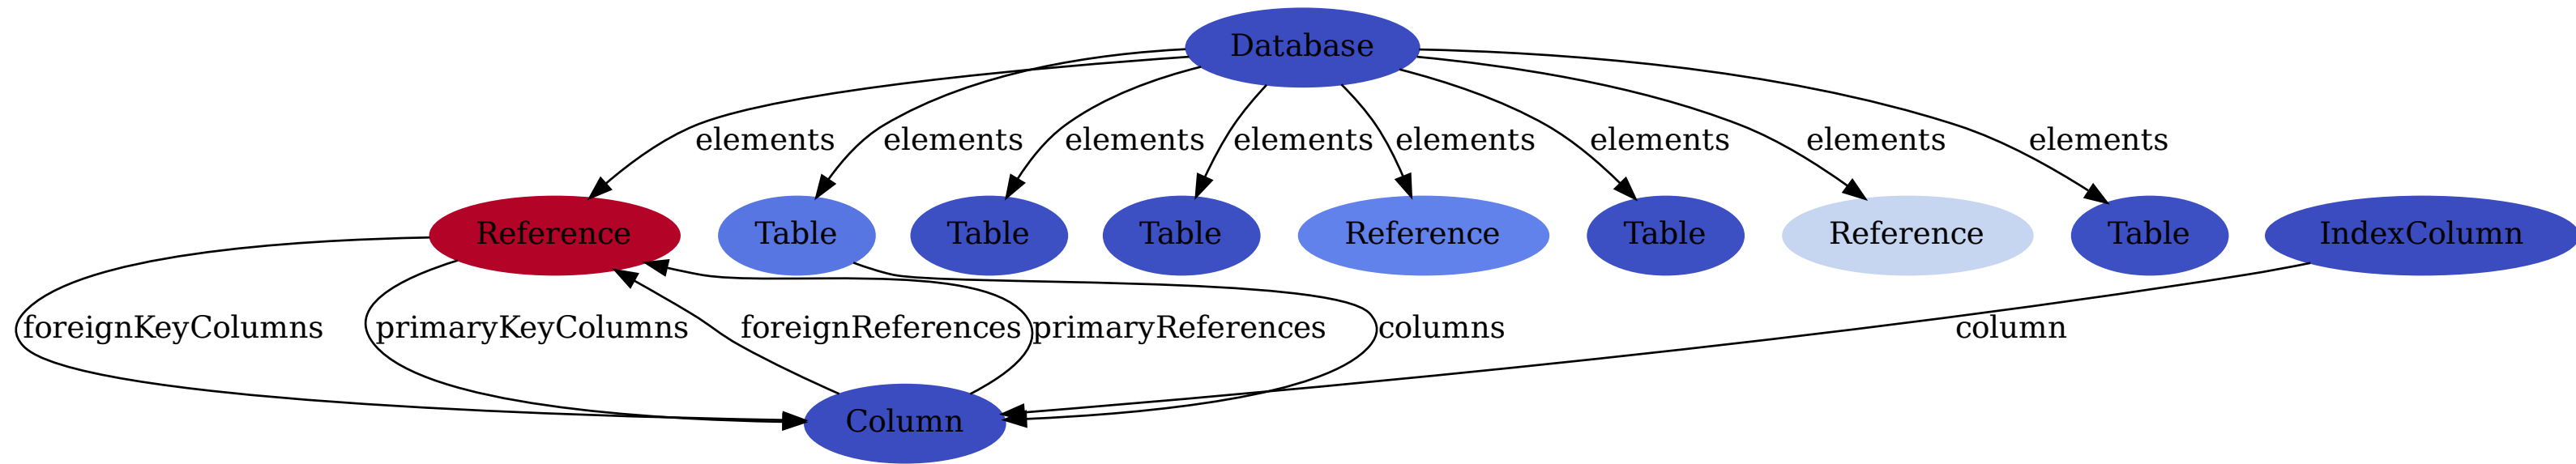 Database
elements elements elements elements elements elements elements elements
Reference Table Table Table Reference Table Reference Table IndexColumn
foreignKeyColumns primaryKeyColumns foreignReferences primaryReferences columns column
Column